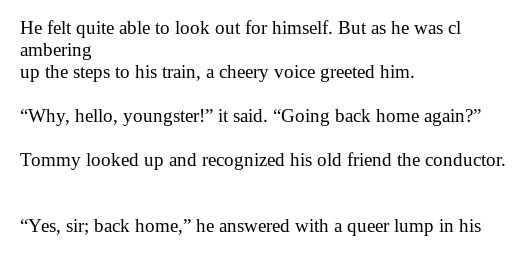 He felt quite able to look out for himself. But as he was cl
ambering
up the steps to his train, a cheery voice greeted him.
“Why, hello, youngster!” it said. “Going back home again?”
Tommy looked up and recognized his old friend the conductor.
“Yes, sir; back home,” he answered with a queer lump in his